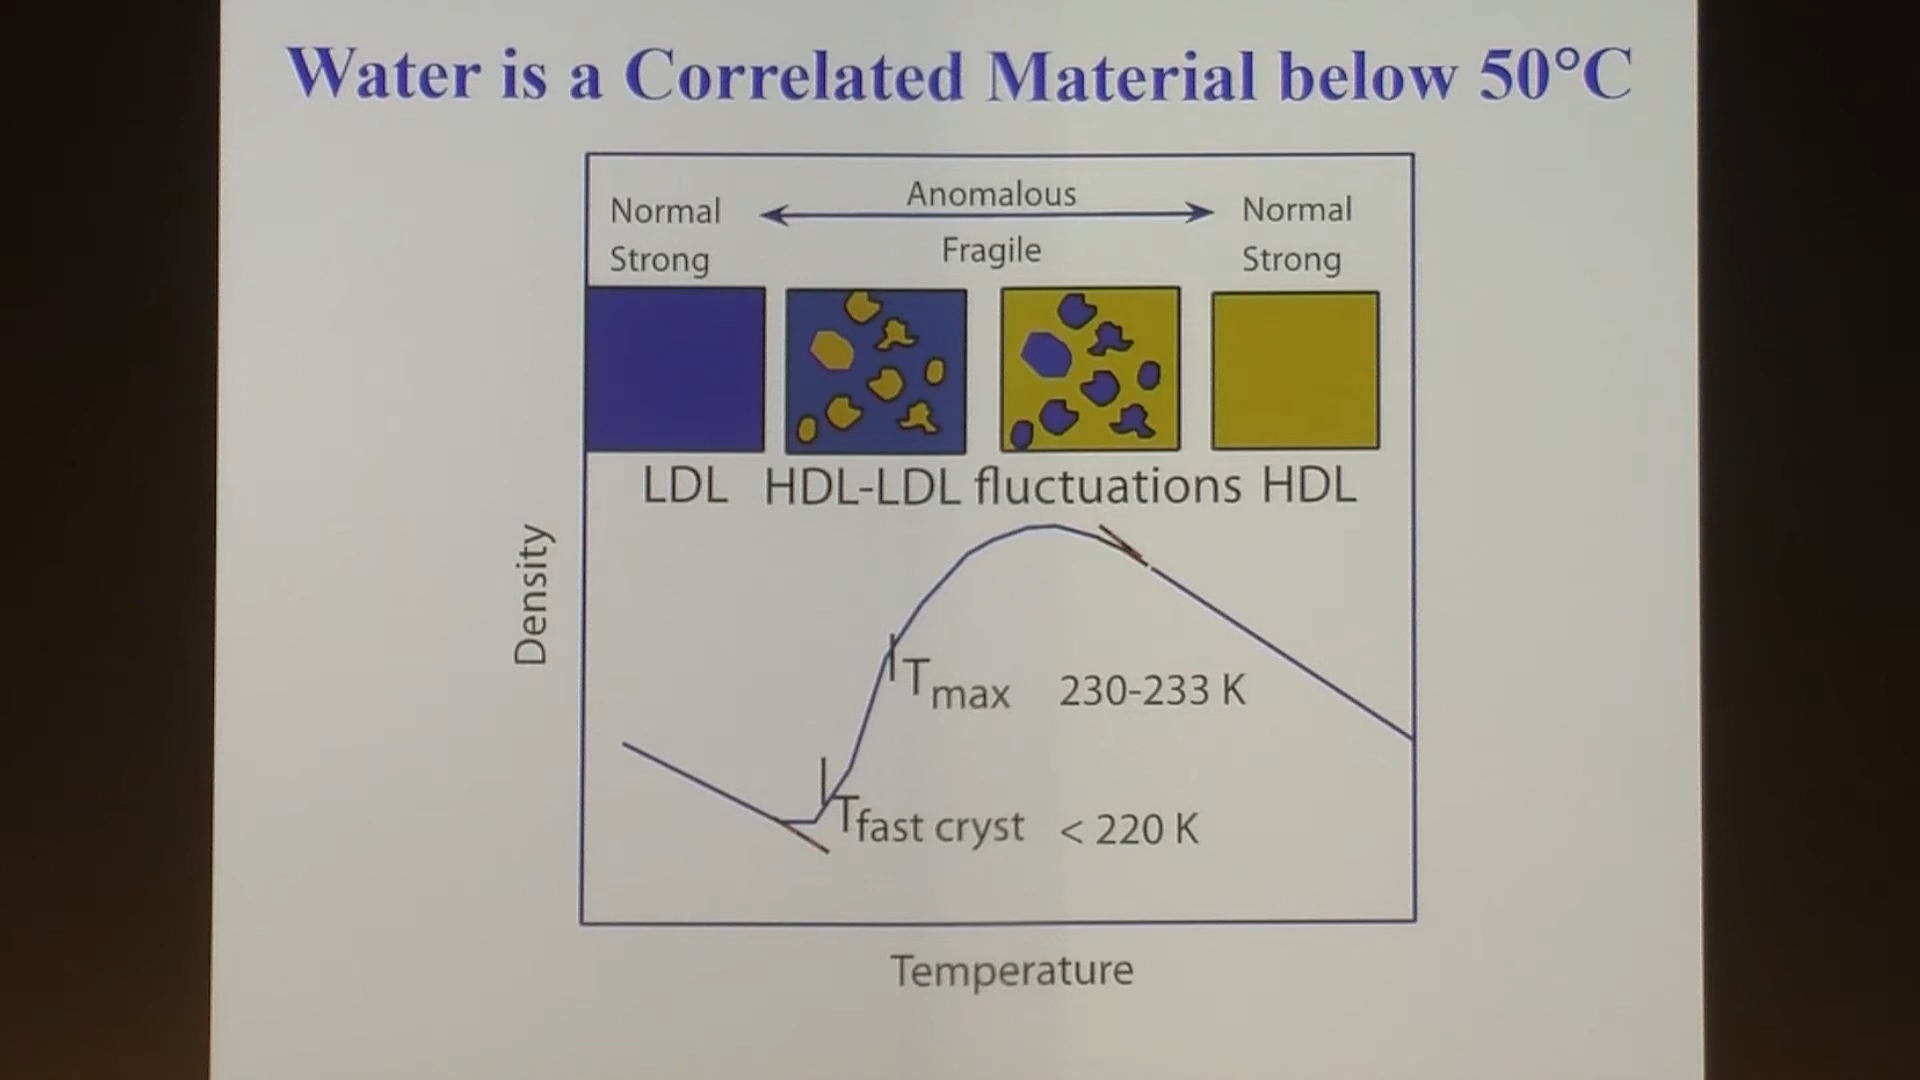 Water is a Correlated Material below 50°C
Normal
Strong
Anomalous
Fragile
Normal
Strong
LDL
HDL-LDL fluctuations
HDL
Density
Tmax 230-233 K
Tfast cryst < 220 K
Temperature